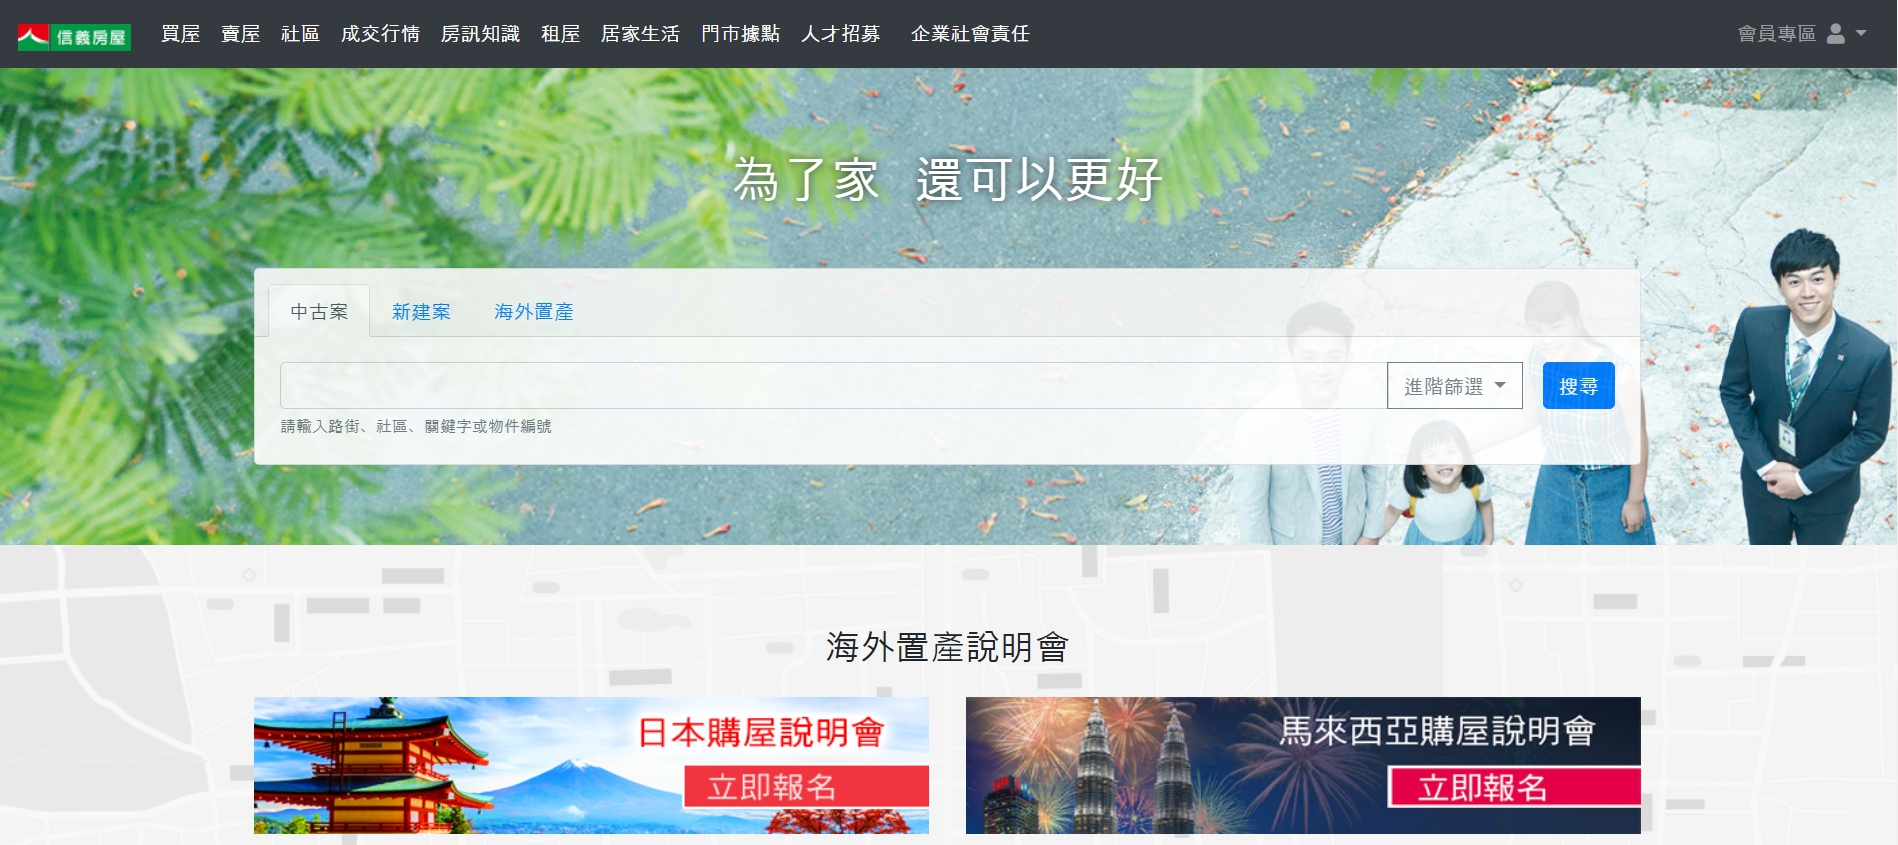 信義房屋 買屋 賣屋 社區 成交行情 房訊知識 租屋 居家生活 門市據點 人才招募 企業社會責任 會員專區
為了家 還可以更好
中古案 新建案 海外置產
進階篩選 搜尋
請輸入路街、社區、關鍵字或物件編號
海外置產說明會
日本購屋說明會
立即報名
馬來西亞購屋說明會
立即報名